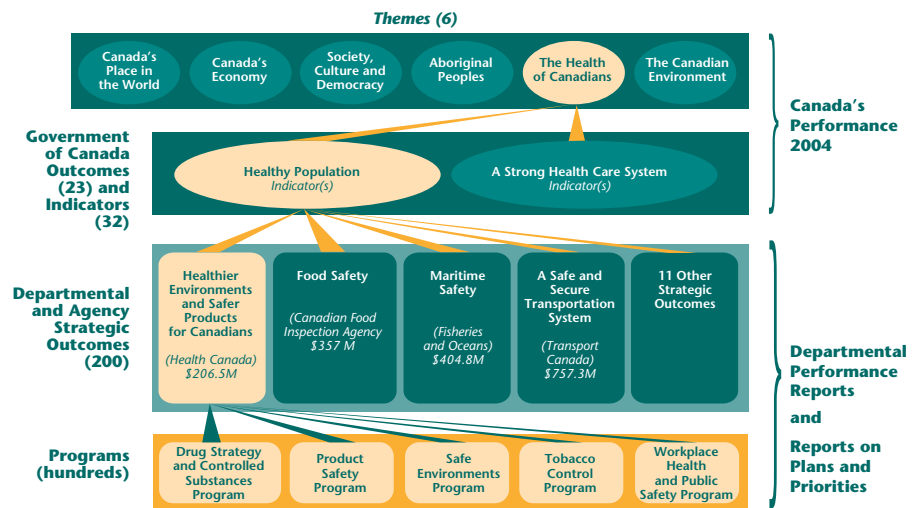 Themes (6)
Canada's
Place in
the World
Canada's
Economy
Society,
Culture and
Democracy
Aboriginal
Peoples
The Health
of Canadians
The Canadian
Environment
Canada's
Performance
2004
Government
of Canada
Outcomes
(23) and
Indicators
(32)
Healthy Population
Indicator(s)
A Strong Health Care System
Indicator(s)
Departmental
and Agency
Strategic
Outcomes
(200)
Healthier
Environments
and Safer
Products
for Canadians
(Health Canada)
$206.5M
Food Safety
(Canadian Food
Inspection Agency
$357 M
Maritime
Safety
(Fisheries
and Oceans)
$404.8M
A Safe and
Secure
Transportation
System
(Transport
Canada)
$757.3M
11 Other
Strategic
Outcomes
Departmental
Performance
Reports
and
Reports on
Plans and
Priorities
Programs
(hundreds)
Drug Strategy
and Controlled
Substances
Program
Product
Safety
Program
Safe
Environments
Program
Tobacco
Control
Program
Workplace
Health
and Public
Safety Program